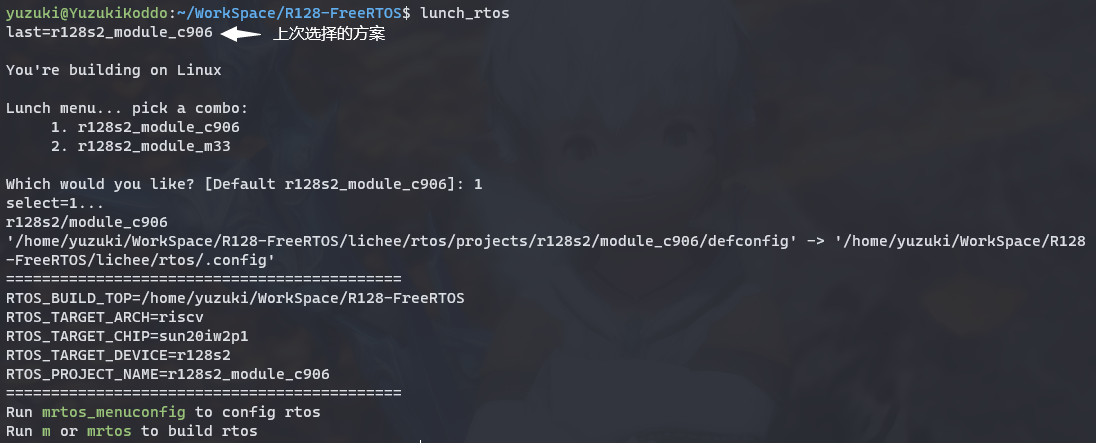 yuzuki@YuzukiKoddo:~/WorkSpace/R128-FreeRTOS$ lunch_rtos
last=r128s2_module_c906 上次选择的方案
You're building on Linux
Lunch menu... pick a combo:
1. r128s2_module_c906
2. r128s2_module_m33
Which would you like? [Default r128s2_module_c906]: 1
select=1...
r128s2/module_c906
'/home/yuzuki/WorkSpace/R128-FreeRTOS/lichee/rtos/projects/r128s2/module_c906/defconfig' -> '/home/yuzuki/WorkSpace/R128
-FreeRTOS/lichee/rtos/.config'
============================================
RTOS_BUILD_TOP=/home/yuzuki/WorkSpace/R128-FreeRTOS
RTOS_TARGET_ARCH=riscv
RTOS_TARGET_CHIP=sun20iw2p1
RTOS_TARGET_DEVICE=r128s2
RTOS_PROJECT_NAME=r128s2_module_c906
============================================
Run mrtos_menuconfig to config rtos
Run m or mrtos to build rtos